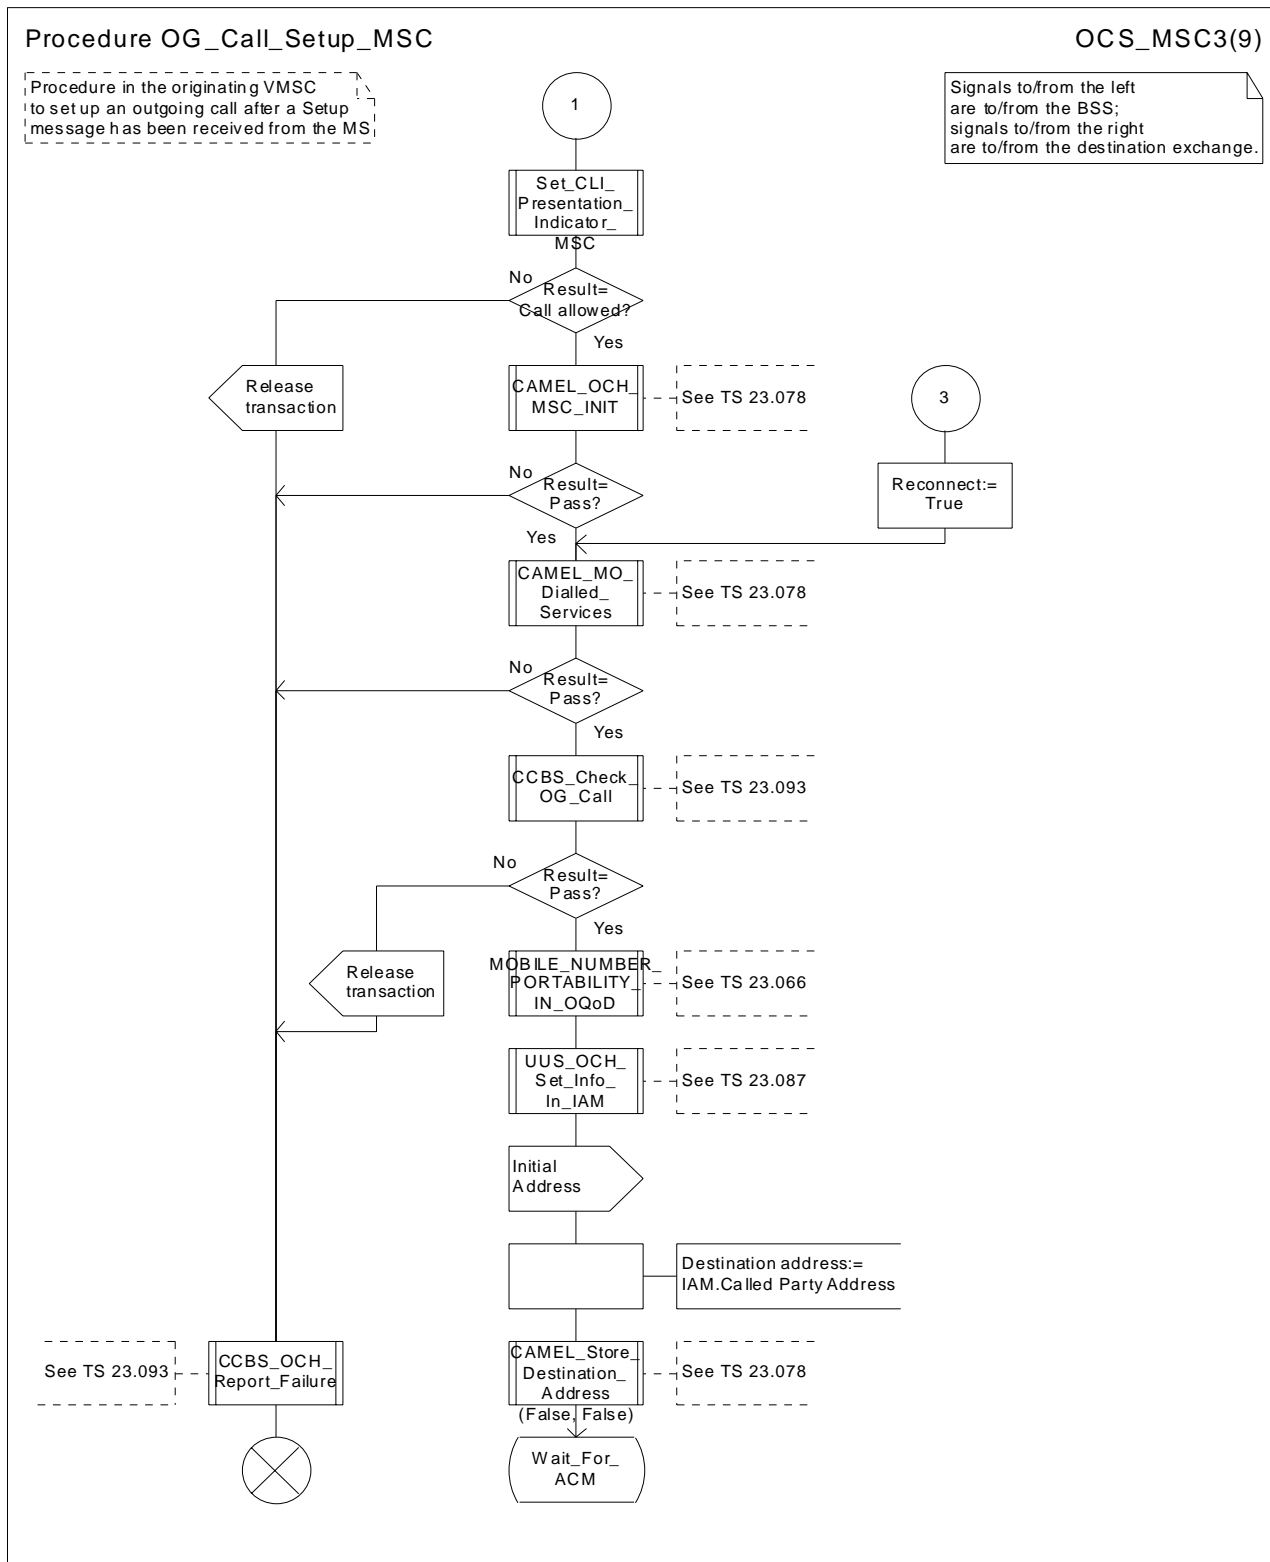 Procedure OG_Call_Setup_MSC
OCS_MSC3(9)
Procedure in the originating VMSC
to set up an outgoing call after a Setup
message has been received from the MS
Signals to/from the left
are to/from the BSS;
signals to/from the right
are to/from the destination exchange.
1
Set_CLI_
Presentation_
Indicator_
MSC
No
Result=
Call allowed?
Yes
Release
transaction
CAMEL_OCH_
MSC_INIT
See TS 23.078
3
No
Result=
Pass?
Reconnect:=
True
Yes
CAMEL_MO_
Dialled_
Services
See TS 23.078
No
Result=
Pass?
Yes
CCBS_Check_
OG_Call
See TS 23.093
No
Result=
Pass?
Yes
Release
transaction
MOBILE_NUMBER_
PORTABILITY_
IN_OQoD
See TS 23.066
UUS_OCH_
Set_Info_
In_IAM
See TS 23.087
Initial
Address
Destination address:=
IAM.Called Party Address
See TS 23.093
CCBS_OCH_
Report_Failure
CAMEL_Store_
Destination_
Address
(False, False)
See TS 23.078
Wait_For_
ACM